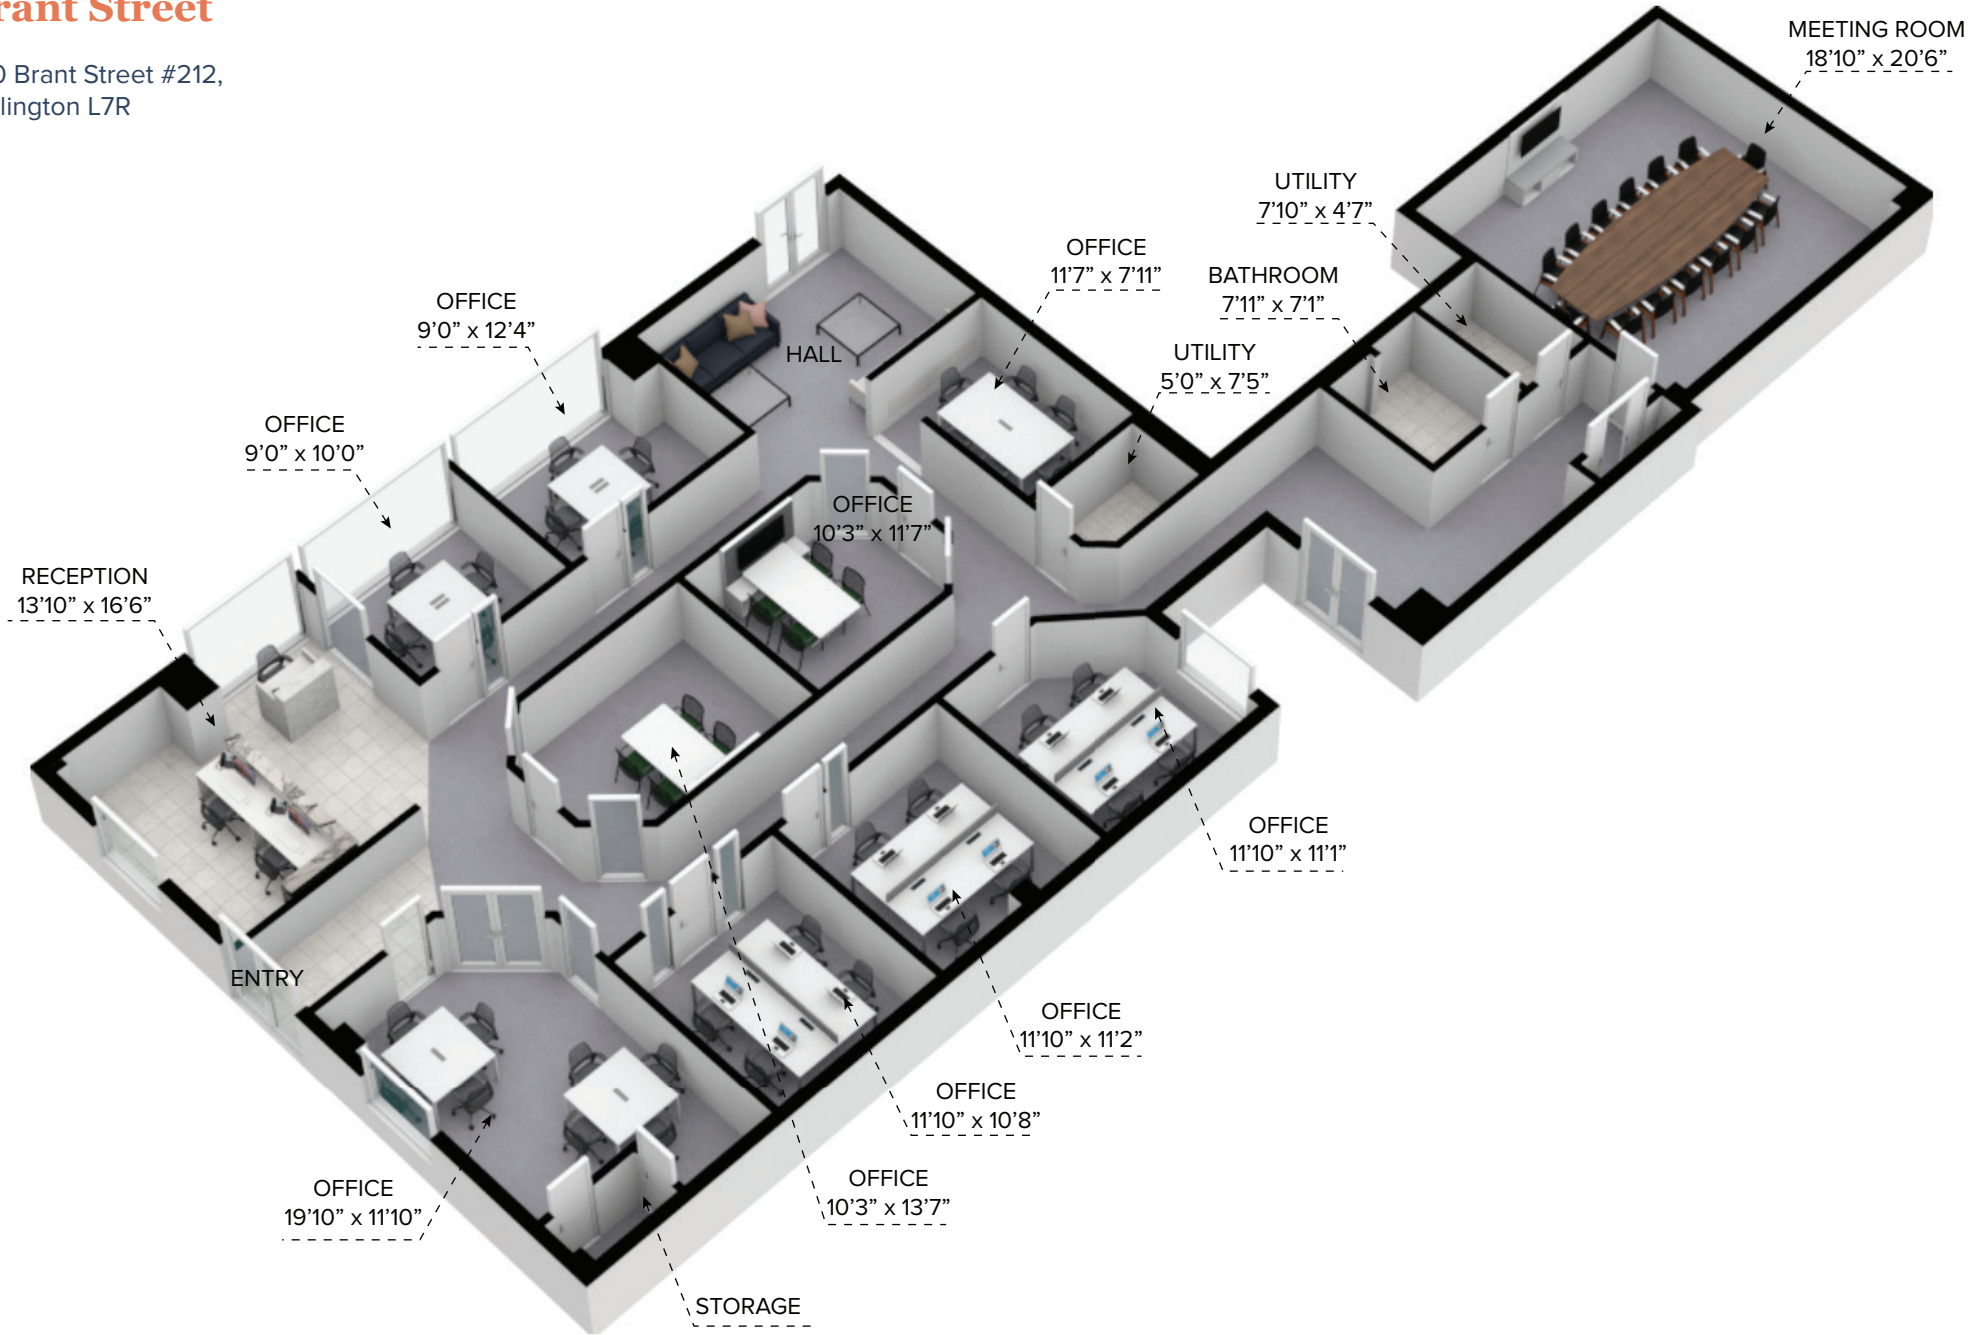 Brant Street
Brant Street #212,
L7R
MEETING ROOM
18'10” x 20'6”
UTILITY
7'10” x 4'7”
OFFICE
11'7” x 7'11”
BATHROOM
7'11” x 7'1”
OFFICE
9'0” x 12'4”
HALL
UTILITY
5'0” x 7'5”
OFFICE
9'0” x 10'0”
OFFICE
10'3” x 11'7”
RECEPTION
13'10” x 16'6”
OFFICE
11'10” x 11'1”
ENTRY
OFFICE
11'10” x 11'2”
OFFICE
11'10” x 10'8”
OFFICE
19'10” x 11'10”
OFFICE
10'3” x 13'7”
STORAGE